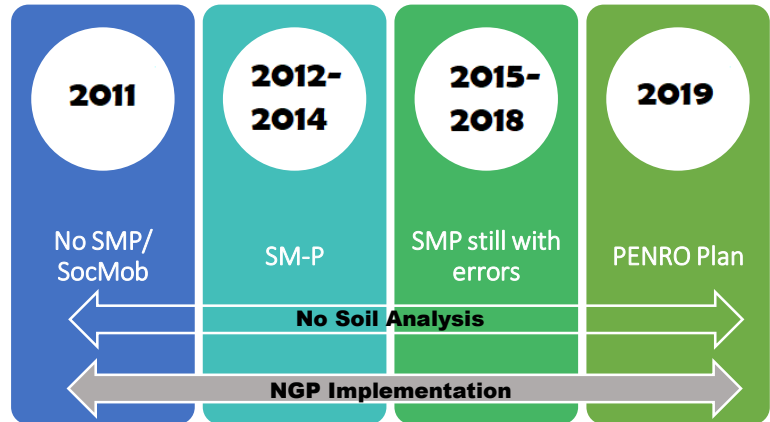 2011
2012-
2014
2015-
2018
2019
No SMP/
SocMob
SM-P
SMP still with
errors
PENRO Plan
No Soil Analysis
NGP Implementation